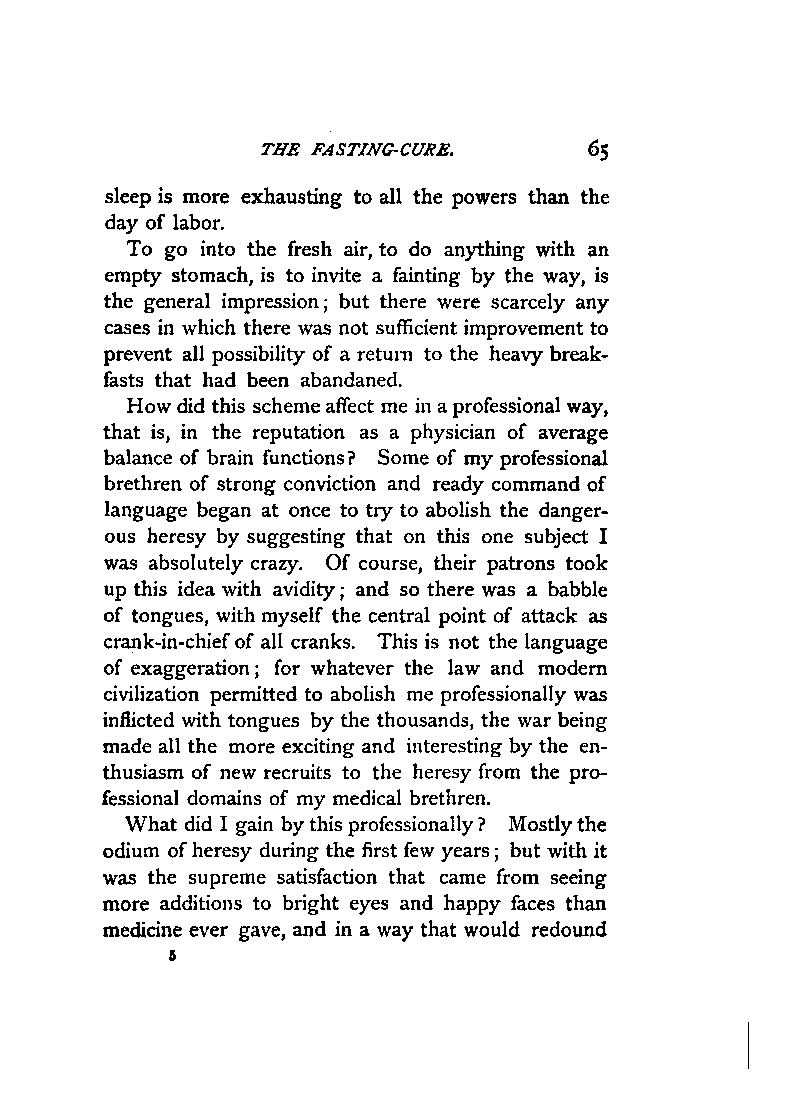 THE FASTING-CURE. 65
sleep is more exhausting to all the powers than the
day of labor.
To go into the fresh air, to do anything with an
empty stomach, is to invite a fainting by the way, is
the general impression; but there were scarcely any
cases in which there was not sufficient improvement to
prevent all possibility of a return to the heavy break-
fasts that had been abandaned.
How did this scheme affect me in a professional way,
that is, in the reputation as a physician of average
balance of brain functions? Some of my professional
brethren of strong conviction and ready command of
language began at once to try to abolish the danger-
ous heresy by suggesting that on this one subject I
was absolutely crazy. Of course, their patrons took
up this idea with avidity; and so there was a babble
of tongues, with myself the central point of attack as
crank-in-chief of all cranks. This is not the language
of exaggeration; for whatever the law and modern
civilization permitted to abolish me professionally was
inflicted with tongues by the thousands, the war being
made all the more exciting and interesting by the en-
thusiasm of new recruits to the heresy from the pro-
fessional domains of my medical brethren.
What did I gain by this professionally? Mostly the
odium of heresy during the first few years; but with it
was the supreme satisfaction that came from seeing
more additions to bright eyes and happy faces than
medicine ever gave, and in a way that would redound
5